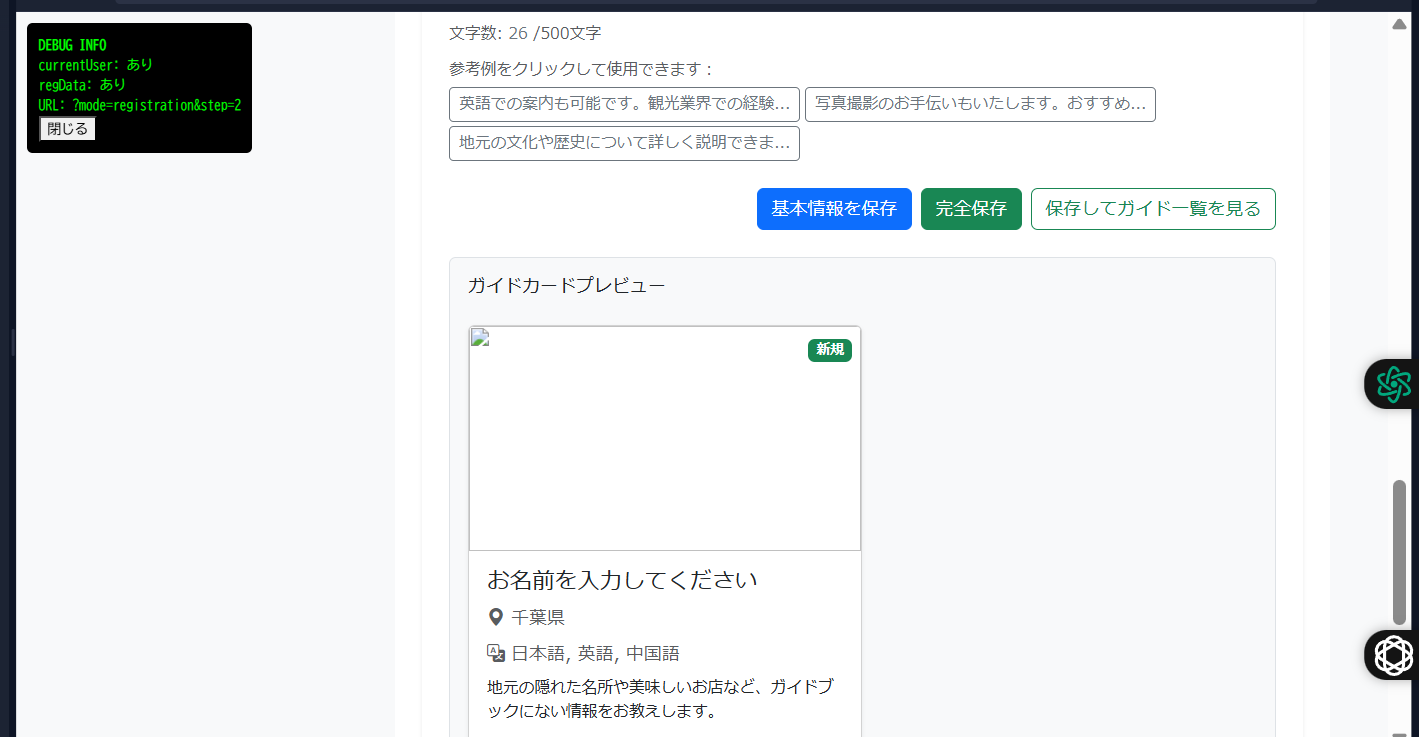 DEBUG INFO
currentUser: あり
regData: あり
URL: ?mode=registration&step=2
閉じる
文字数: 26 /500文字
参考例をクリックして使用できます：
英語での案内も可能です。観光業界での経験...
写真撮影のお手伝いもいたします。おすすめ...
地元の文化や歴史について詳しく説明できま...
基本情報を保存
完全保存
保存してガイド一覧を見る
ガイドカードプレビュー
新規
お名前を入力してください
千葉県
日本語, 英語, 中国語
地元の隠れた名所や美味しいお店など、ガイドブ
ックにない情報をお教えします。